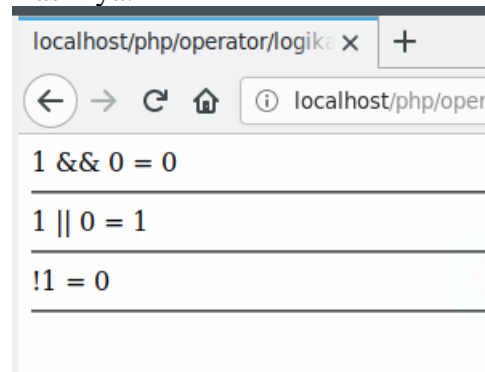 localhost/php/operator/logika
localhost/php/oper
1 && 0 = 0
1 || 0 = 1
!1 = 0